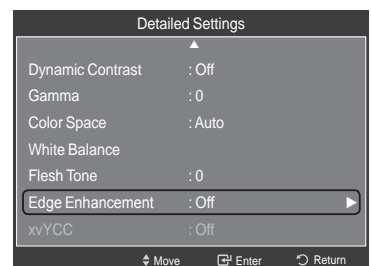 Detailed Settings
Dynamic Contrast : Off
Gamma : 0
Color Space : Auto
White Balance
Flesh Tone : 0
Edge Enhancement : Off
xvYCC : Off
Move Enter Return